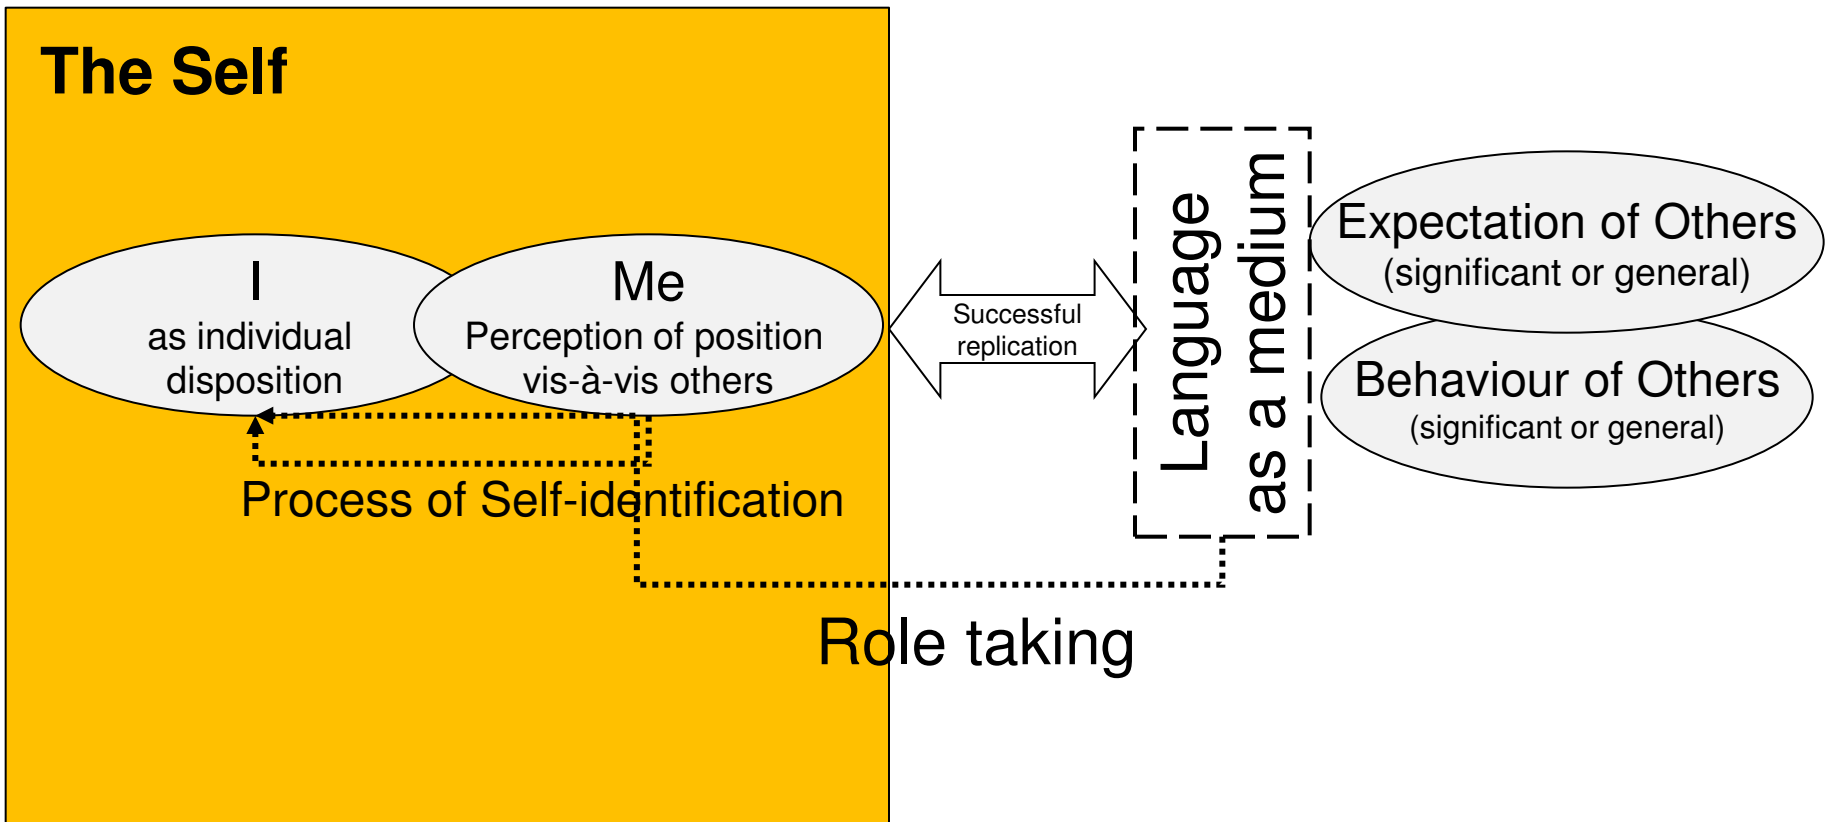 The Self
I
as individual
disposition
Me
Perception of position
vis-à-vis others
Process of Self-identification
Successful
replication
Language
as a medium
Expectation of Others
(significant or general)
Behaviour of Others
(significant or general)
Role taking